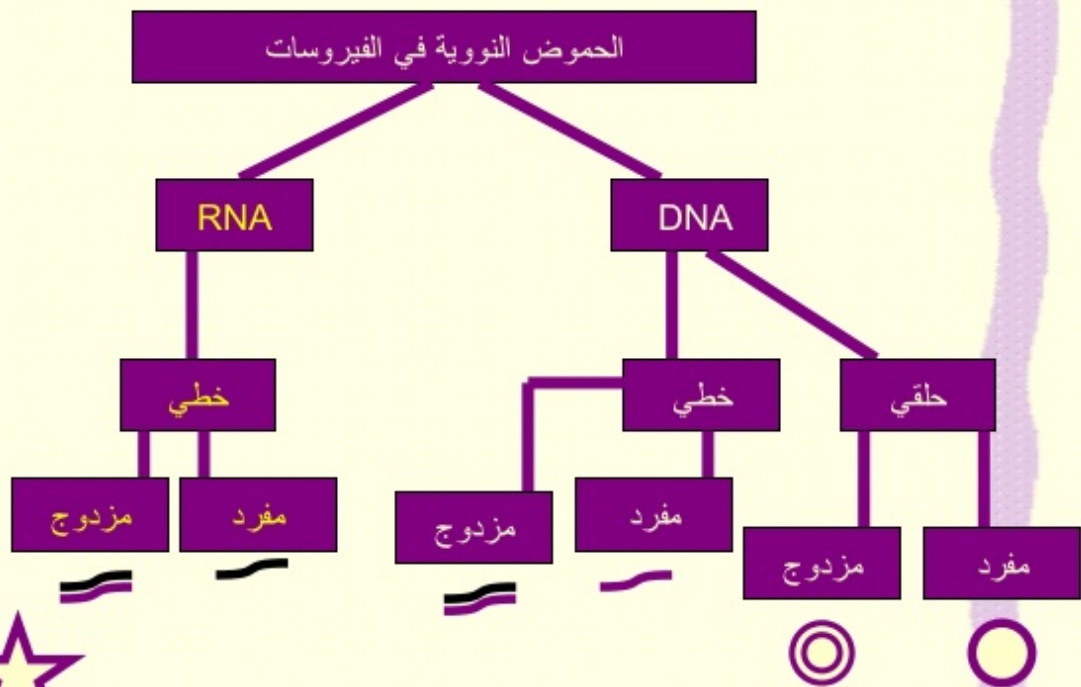 الحموض النووية في الفيروسات
DNA
RNA
حلقي
خطي
خطي
مفرد
مزدوج
مفرد
مزدوج
مفرد
مزدوج